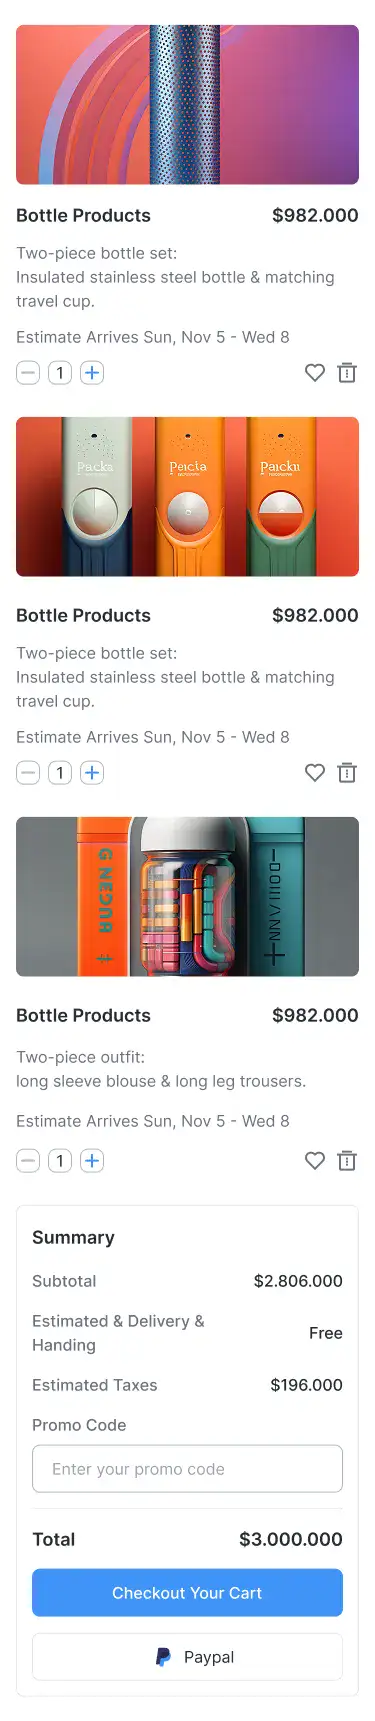 Bottle Products $982.000
Two-piece bottle set:
Insulated stainless steel bottle & matching
travel cup.
Estimate Arrives Sun, Nov 5 - Wed 8
1
Packa Peicta Paicku
Bottle Products $982.000
Two-piece bottle set:
Insulated stainless steel bottle & matching
travel cup.
Estimate Arrives Sun, Nov 5 - Wed 8
1
Bottle Products $982.000
Two-piece outfit:
long sleeve blouse & long leg trousers.
Estimate Arrives Sun, Nov 5 - Wed 8
1
Summary
Subtotal $2.806.000
Estimated & Delivery &
Handing
Free
Estimated Taxes $196.000
Promo Code
Enter your promo code
Total $3.000.000
Checkout Your Cart
Paypal